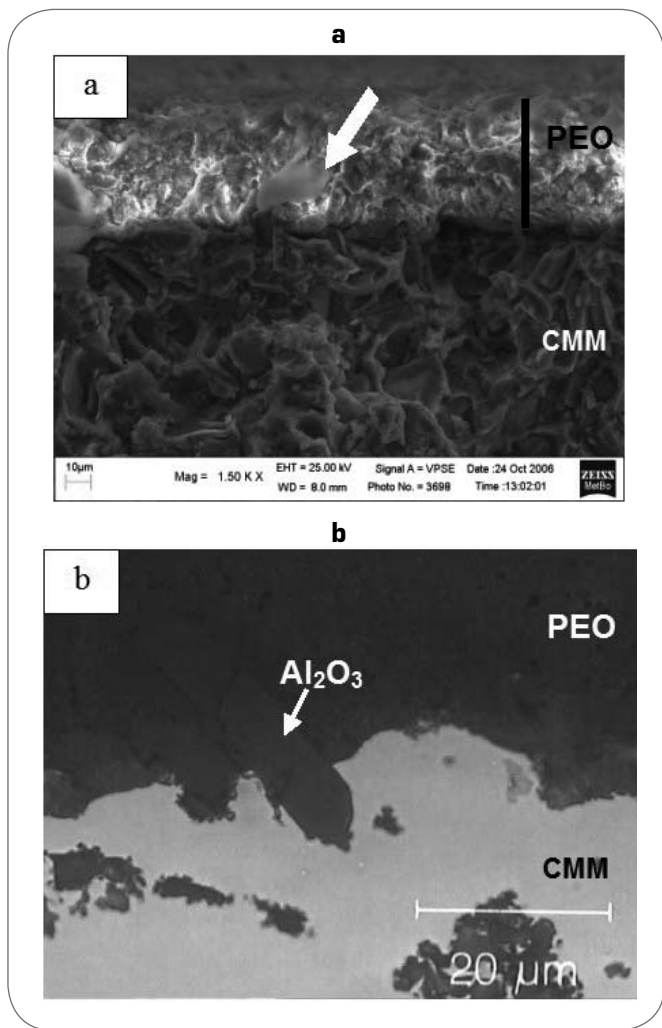 a
a
PEO
CMM
10µm
Mag = 1.50 K X
EHT = 25.00 kV
WD = 8.0 mm
Signal A = VPSE
Photo No. = 3698
Date :24 Oct 2006
Time :13:02:01
ZEISS
MetBo
b
b
PEO
Al₂O₃
CMM
20 µm